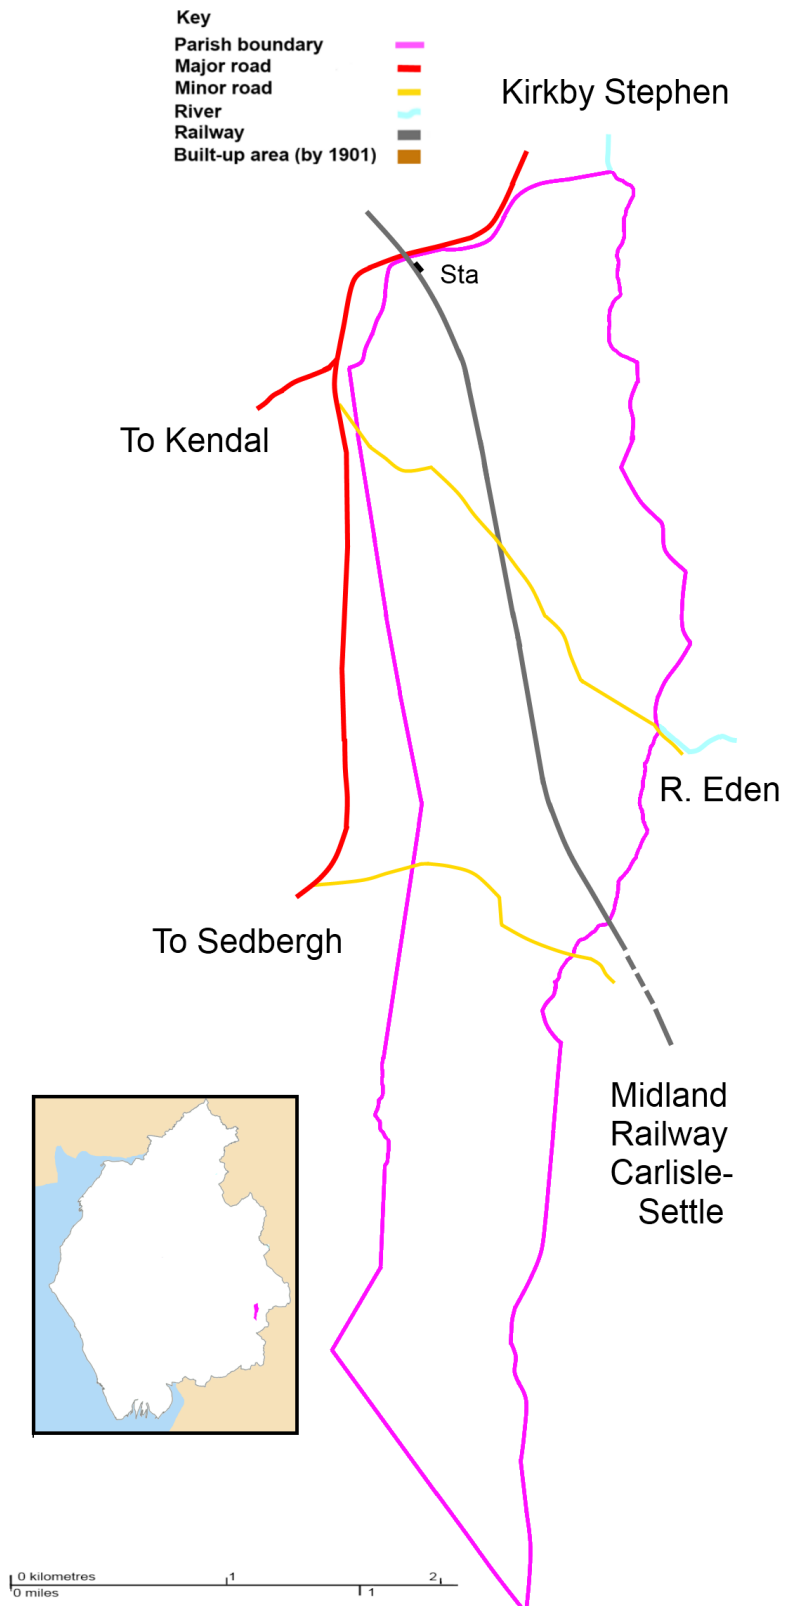 Key
Parish boundary
Major road
Minor road
River
Railway
Built-up area (by 1901)
Kirkby Stephen
Sta
To Kendal
R. Eden
To Sedbergh
Midland
Railway
Carlisle-
Settle
0 kilometres 1 2
0 miles 1